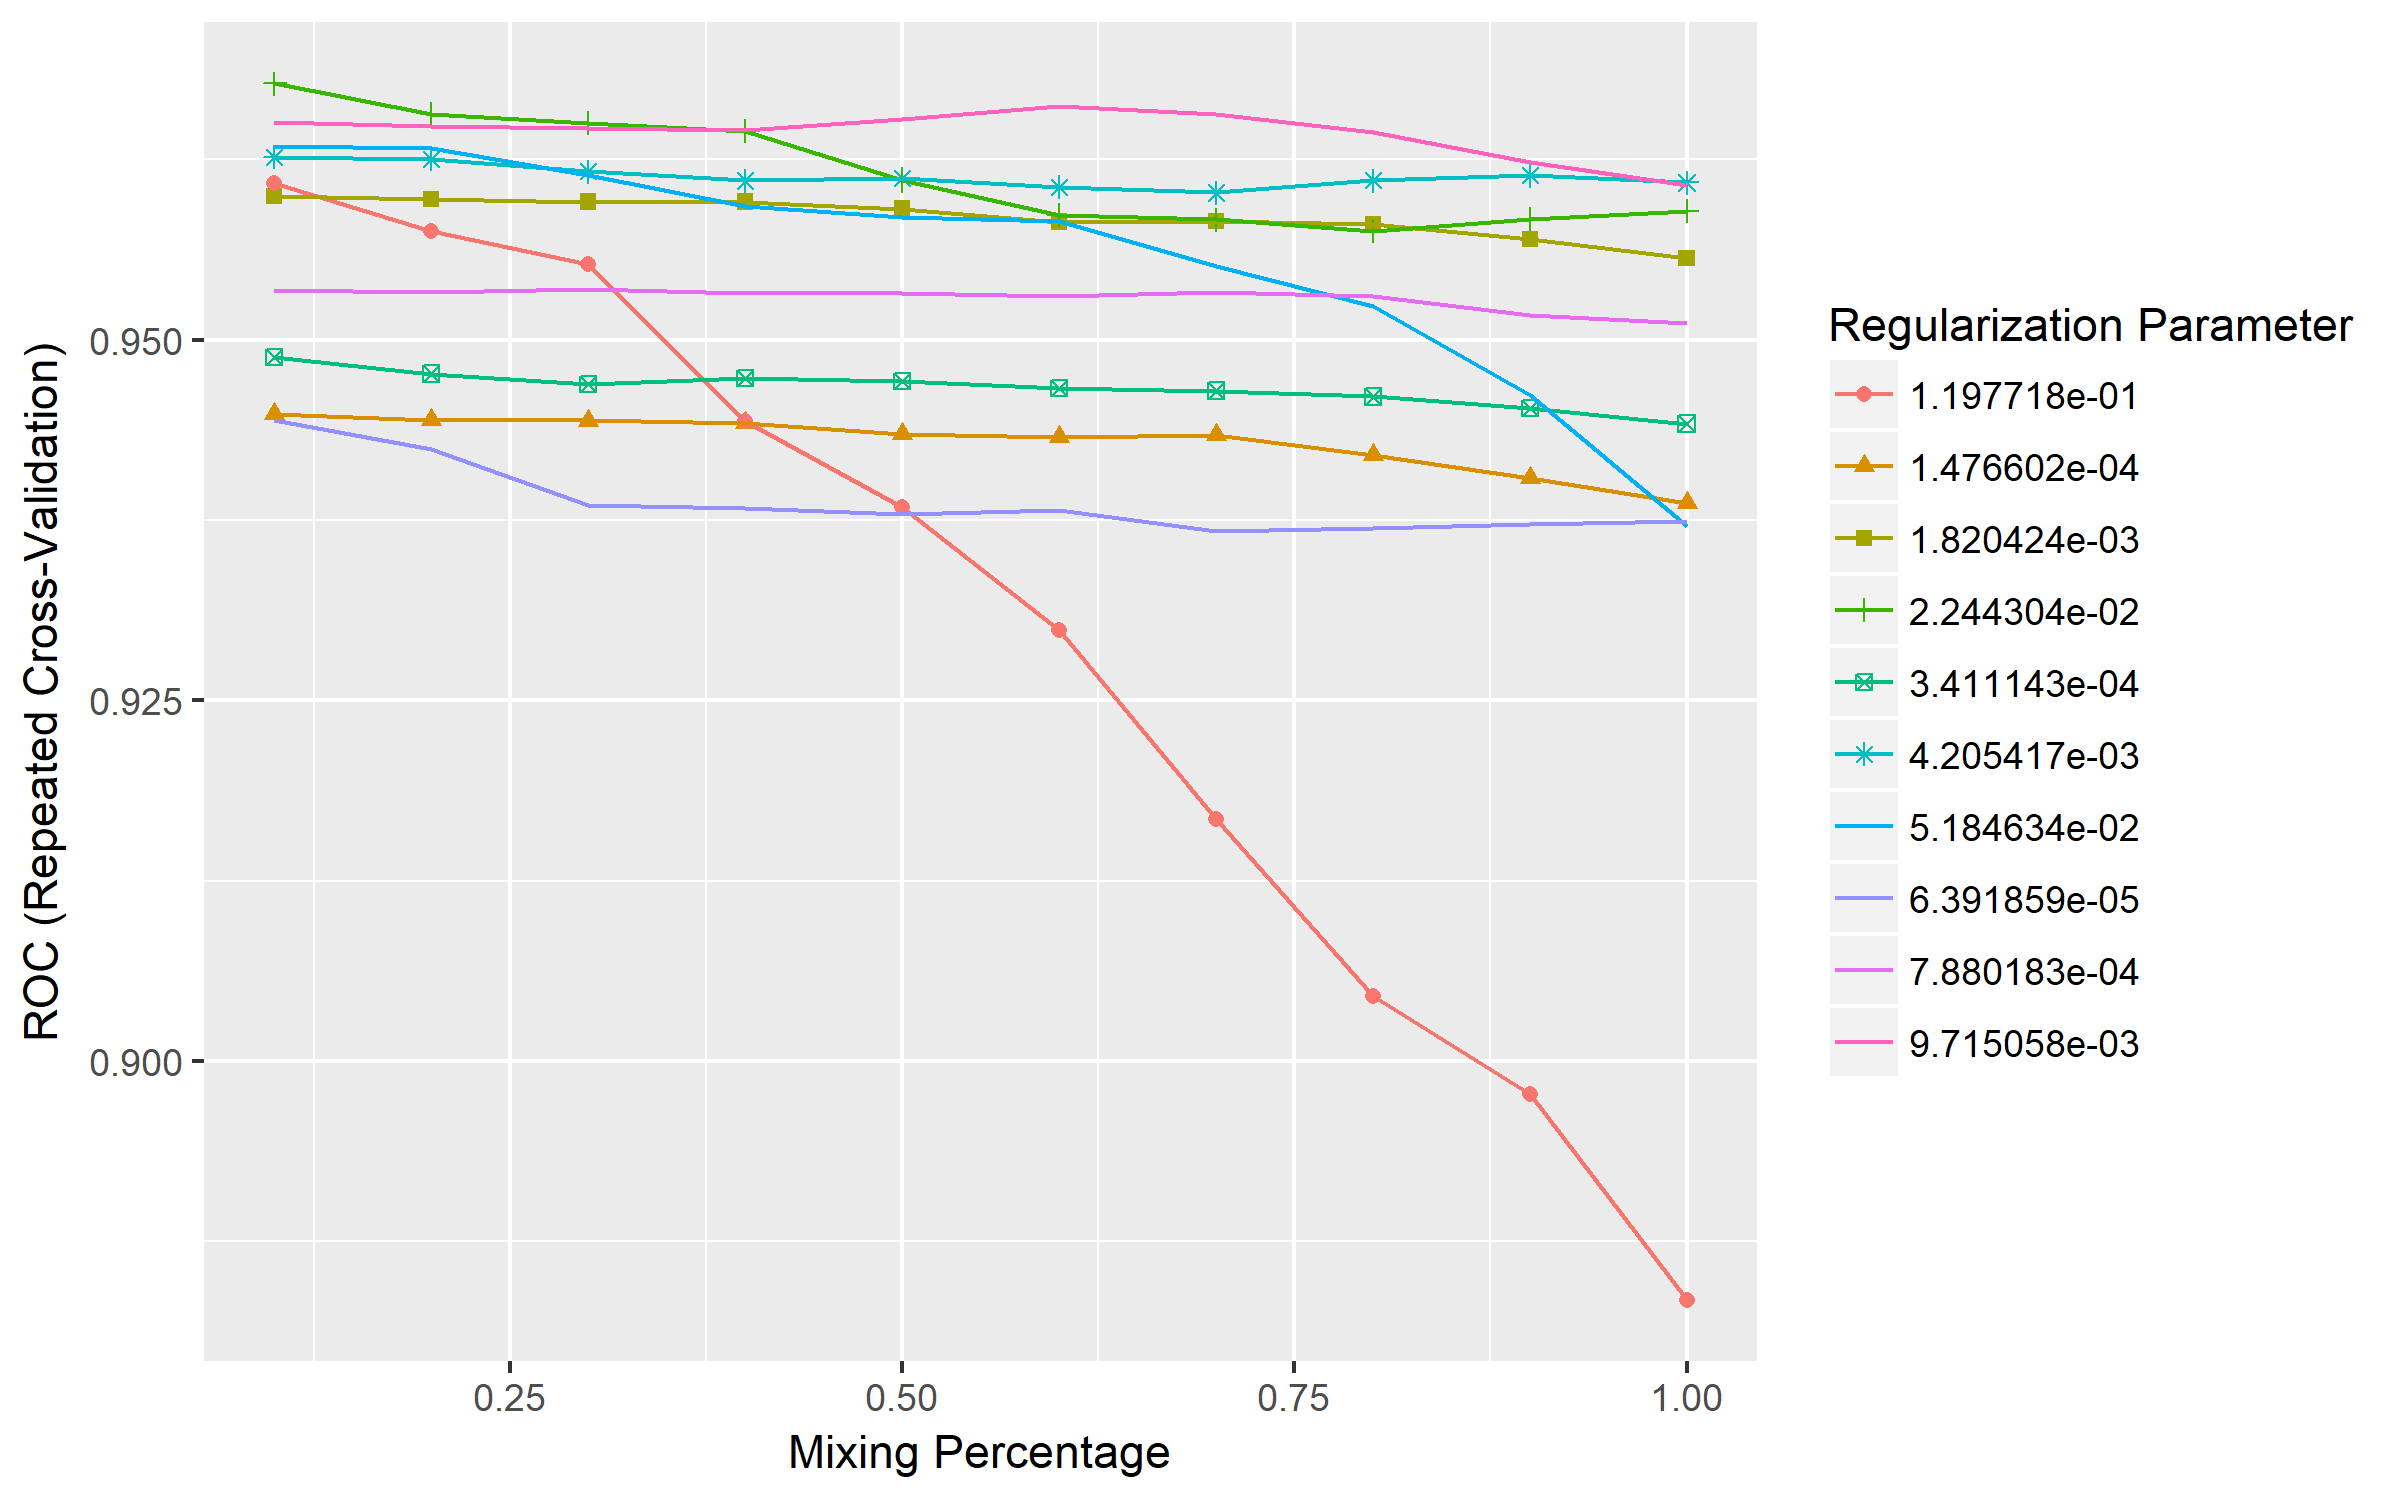 ROC (Repeated Cross-Validation)
0.950
0.925
0.900
0.25
0.50
0.75
1.00
Mixing Percentage
Regularization Parameter
1.197718e-01
1.476602e-04
1.820424e-03
2.244304e-02
3.411143e-04
4.205417e-03
5.184634e-02
6.391859e-05
7.880183e-04
9.715058e-03